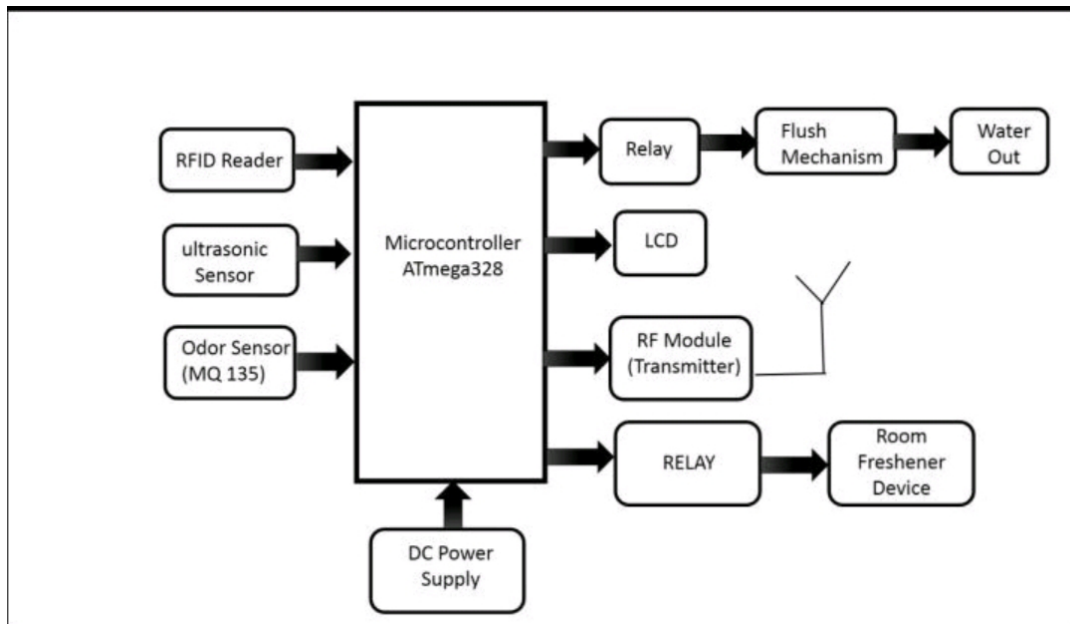 RFID Reader
ultrasonic
Sensor
Odor Sensor
(MQ 135)
Microcontroller
ATmega328
DC Power
Supply
Relay
Flush
Mechanism
Water
Out
LCD
RF Module
(Transmitter)
RELAY
Room
Freshener
Device